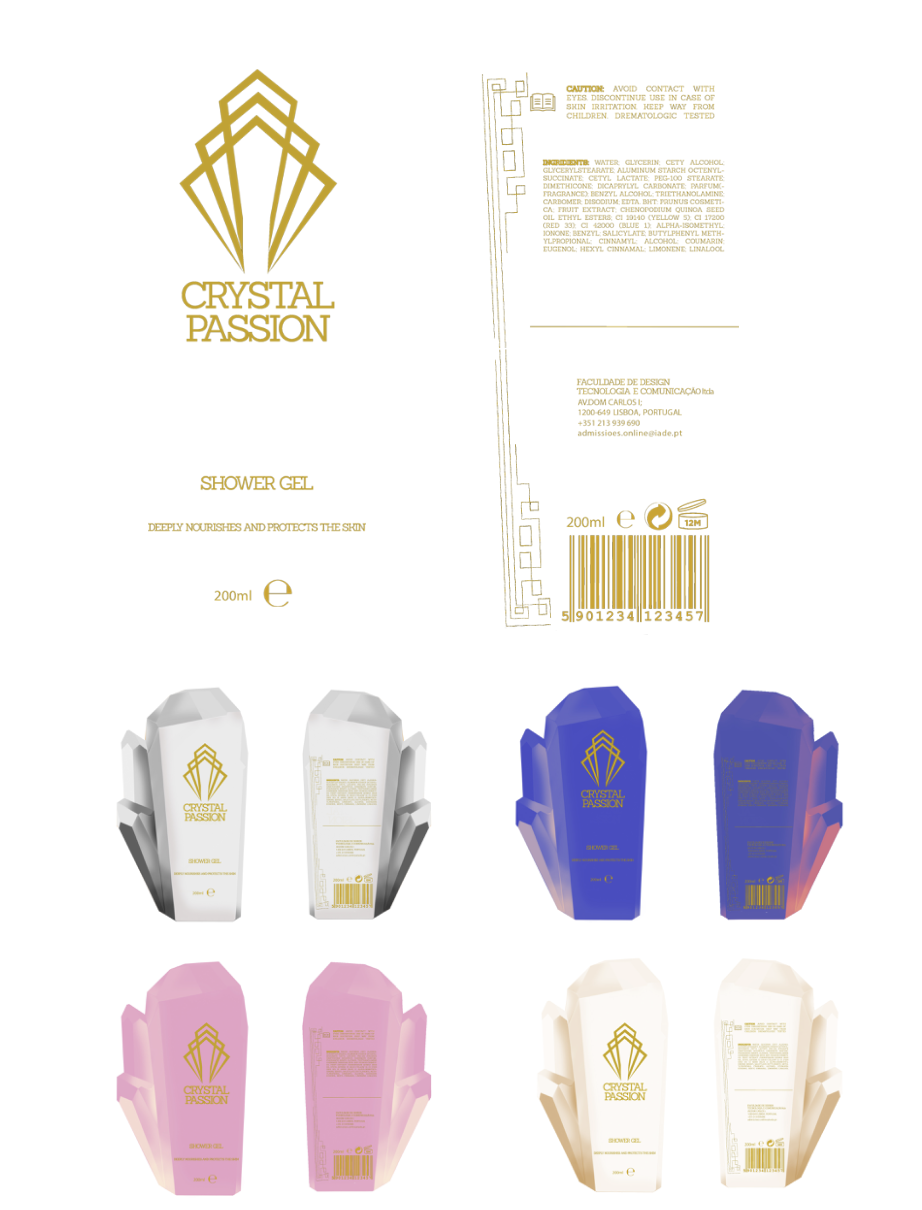 CRYSTAL
PASSION
SHOWER GEL
DEEPLY NOURISHES AND PROTECTS THE SKIN
200ml e
CAUTION: AVOID CONTACT WITH
EYES. DISCONTINUE USE IN CASE OF
SKIN IRRITATION. KEEP WAY FROM
CHILDREN. DREMATOLOGIC TESTED
INGREDIENTS: WATER; GLYCERIN; CETY ALCOHOL;
GLYCERYLSTEARATE; ALUMINUM STARCH OCTENYL-
SUCCINATE; CETYL LACTATE; PEG-100 STEARATE;
DIMETHICONE; DICAPRYLYL CARBONATE; PARFUM(-
FRAGRANCE); BENZYL ALCOHOL; TRIETHANOLAMINE;
CARBOMER; DISODIUM; EDTA; BHT; PRUNUS COSMETI-
CA; FRUIT EXTRACT; CHENOPODIUM QUINOA SEED
OIL ETHYL ESTERS; CI 19140 (YELLOW 5); CI 17200
(RED 33); CI 42000 (BLUE 1); ALPHA-ISOMETHYL;
IONONE; BENZYL; SALICYLATE; BUTYLPHENYL METH-
YLPROPIONAL; CINNAMYL; ALCOHOL; COUMARIN;
EUGENOL; HEXYL CINNAMAL; LIMONENE; LINALOOL
FACULDADE DE DESIGN
TECNOLOGIA E COMUNICAÇÃO ltda
AV.DOM CARLOS I;
1200-649 LISBOA, PORTUGAL
+351 213 939 690
admissioes.online@iade.pt
200ml e 12M
5 901234 123457
CRYSTAL
PASSION
SHOWER GEL
200ml e
CRYSTAL
PASSION
SHOWER GEL
200ml e
CRYSTAL
PASSION
SHOWER GEL
200ml e
CRYSTAL
PASSION
SHOWER GEL
200ml e